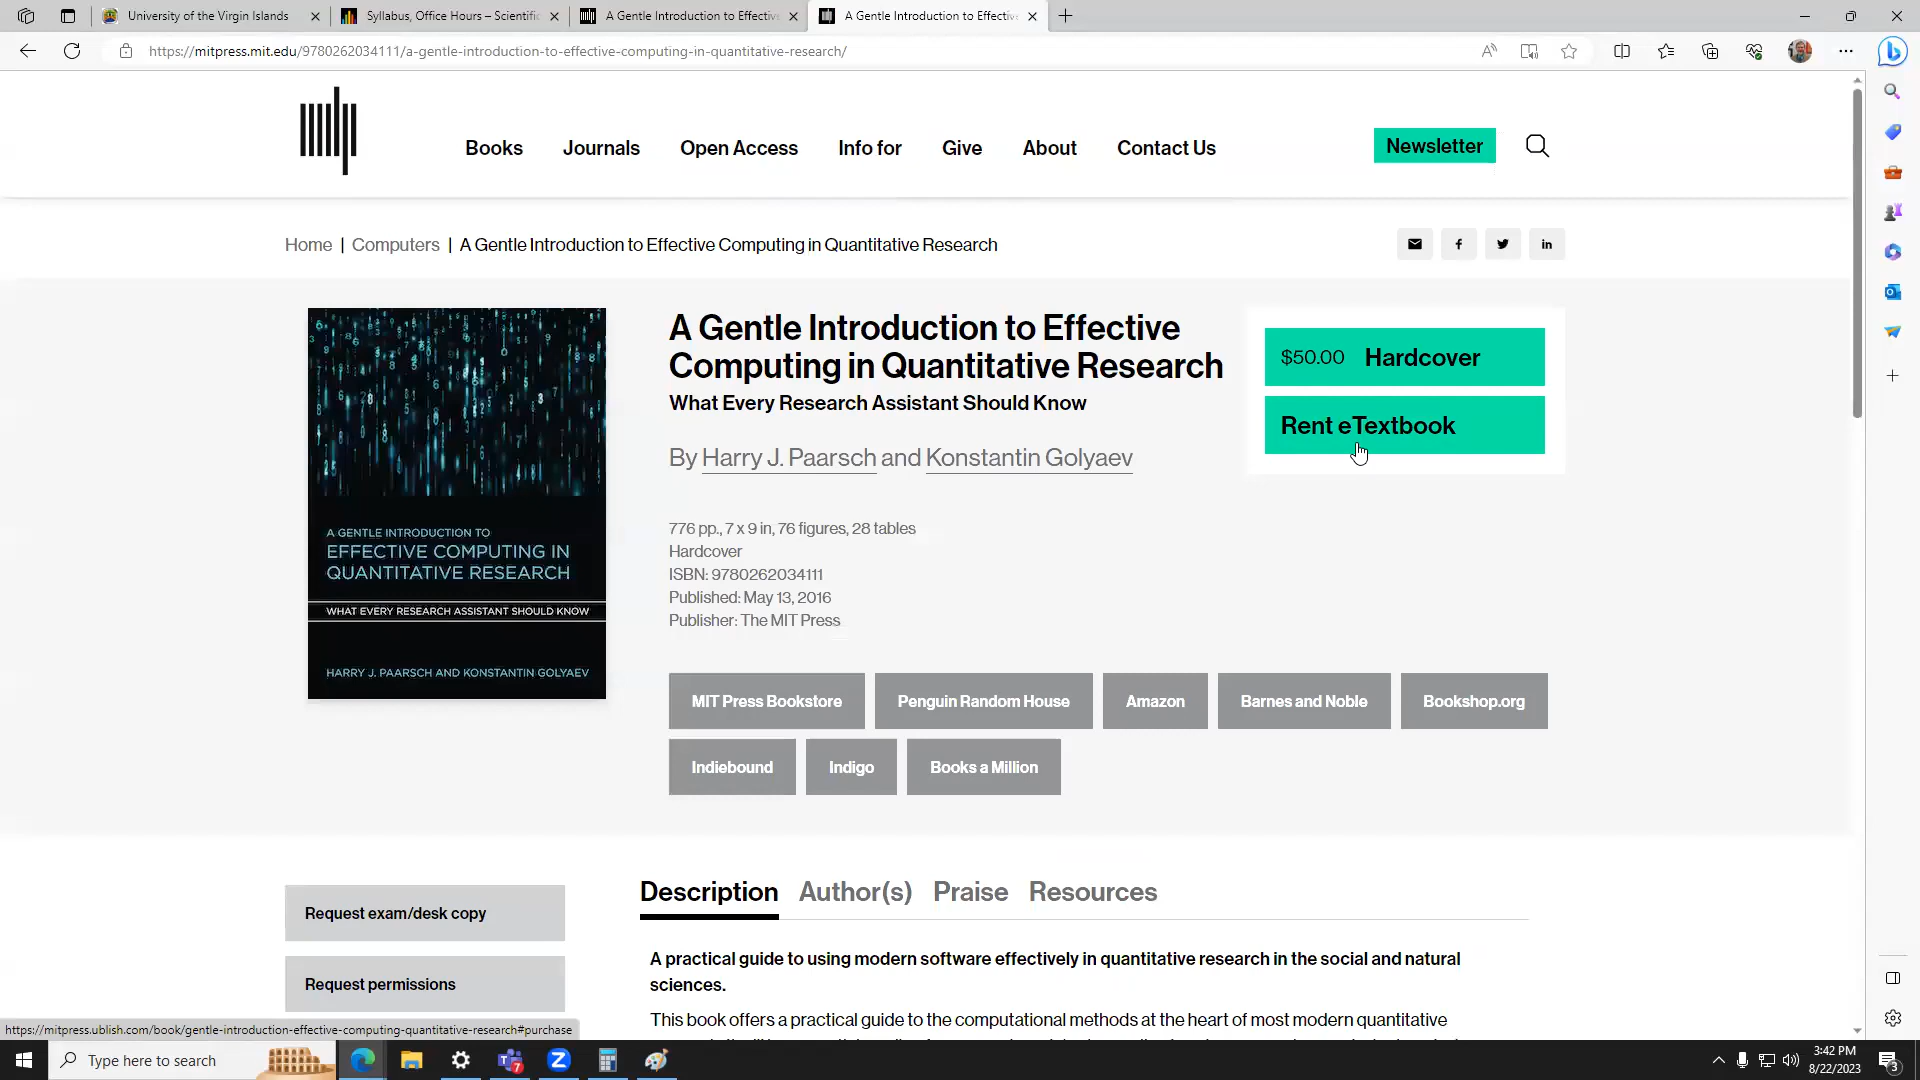 University of the Virgin Islands
Syllabus, Office Hours – Scientific
A Gentle Introduction to Effective
A Gentle Introduction to Effectiv
https://mitpress.mit.edu/9780262034111/a-gentle-introduction-to-effective-computing-in-quantitative-research/
Books
Journals
Open Access
Info for
Give
About
Contact Us
Newsletter
Home | Computers | A Gentle Introduction to Effective Computing in Quantitative Research
A Gentle Introduction to Effective
Computing in Quantitative Research
What Every Research Assistant Should Know
By Harry J. Paarsch and Konstantin Golyaev
$50.00 Hardcover
Rent eTextbook
A GENTLE INTRODUCTION TO
EFFECTIVE COMPUTING IN
QUANTITATIVE RESEARCH
WHAT EVERY RESEARCH ASSISTANT SHOULD KNOW
HARRY J. PAARSCH AND KONSTANTIN GOLYAEV
776 pp., 7 x 9 in, 76 figures, 28 tables
Hardcover
ISBN: 9780262034111
Published: May 13, 2016
Publisher: The MIT Press
MIT Press Bookstore
Penguin Random House
Amazon
Barnes and Noble
Bookshop.org
Indiebound
Indigo
Books a Million
Request exam/desk copy
Request permissions
Description
Author(s)
Praise
Resources
A practical guide to using modern software effectively in quantitative research in the social and natural
sciences.
This book offers a practical guide to the computational methods at the heart of most modern quantitative
https://mitpress.ublish.com/book/gentle-introduction-effective-computing-quantitative-research#purchase
Type here to search
7
3:42 PM
8/22/2023
3